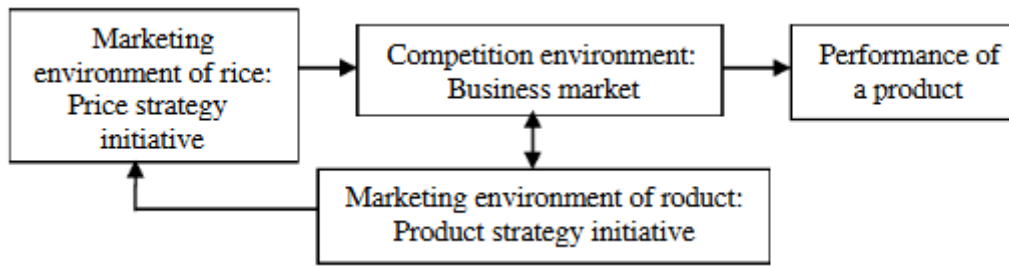 Marketing
environment of rice:
Price strategy
initiative
Competition environment:
Business market
Performance of
a product
Marketing environment of roduct:
Product strategy initiative